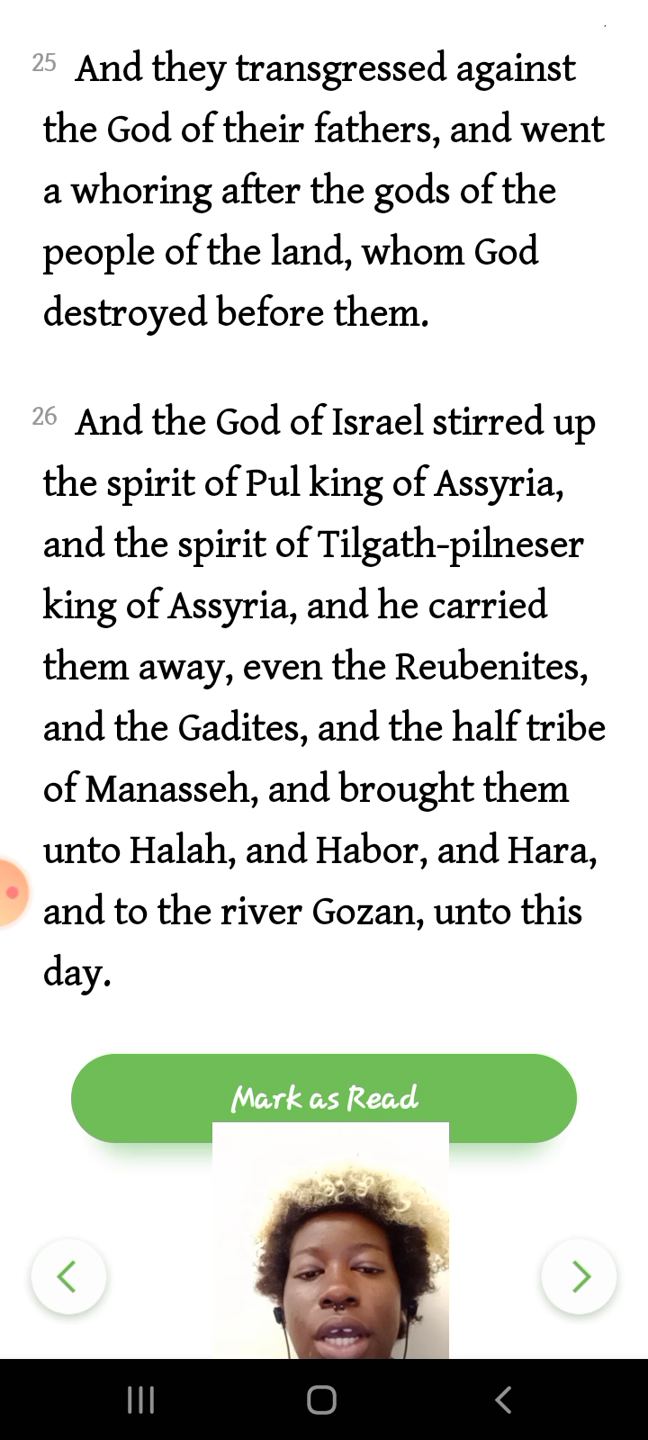 25 And they transgressed against
the God of their fathers, and went
a whoring after the gods of the
people of the land, whom God
destroyed before them.
26 And the God of Israel stirred up
the spirit of Pul king of Assyria,
and the spirit of Tilgath-pilneser
king of Assyria, and he carried
them away, even the Reubenites,
and the Gadites, and the half tribe
of Manasseh, and brought them
unto Halah, and Habor, and Hara,
and to the river Gozan, unto this
day.
Mark as Read